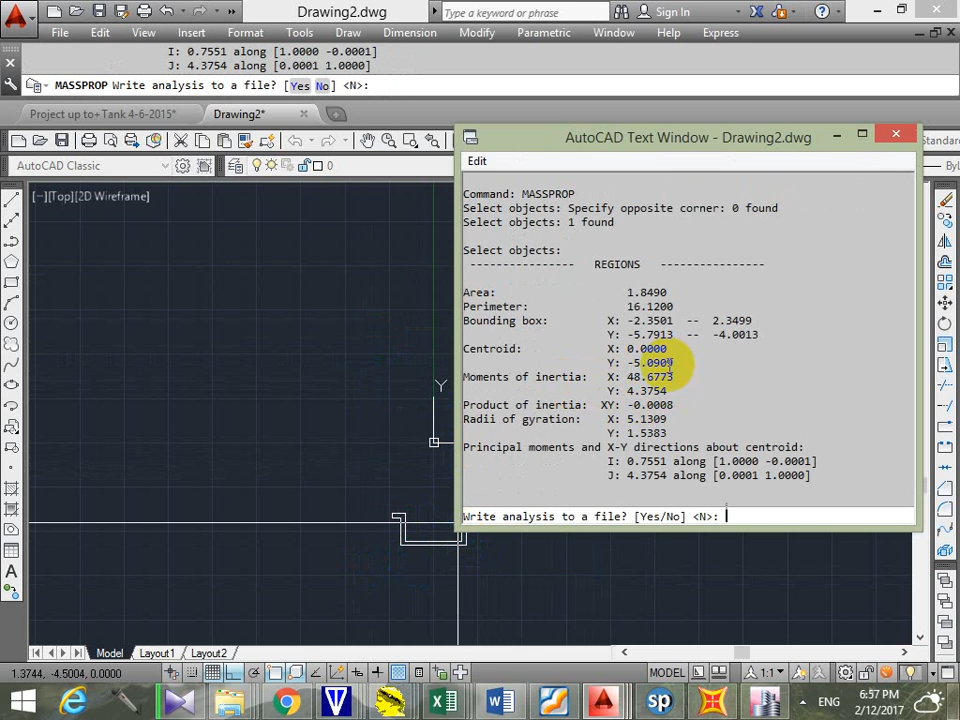 Drawing2.dwg
Type a keyword or phrase
Sign In
File Edit View Insert Format Tools Draw Dimension Modify Parametric Window Help Express
I: 0.7551 along [1.0000 -0.0001]
J: 4.3754 along [0.0001 1.0000]
MASSPROP Write analysis to a file? [Yes No] <N>:
Project up to+ Tank 4-6-2015*
Drawing2*
AutoCAD Classic
0
Standard
ByL
[−][Top][2D Wireframe]
Y
AutoCAD Text Window - Drawing2.dwg
Edit
Command: MASSPROP
Select objects: Specify opposite corner: 0 found
Select objects: 1 found
Select objects:
---------------- REGIONS ----------------
Area: 1.8490
Perimeter: 16.1200
Bounding box: X: -2.3501 -- 2.3499
Y: -5.7913 -- -4.0013
Centroid: X: 0.0000
Y: -5.0909
Moments of inertia: X: 48.6773
Y: 4.3754
Product of inertia: XY: -0.0008
Radii of gyration: X: 5.1309
Y: 1.5383
Principal moments and X-Y directions about centroid:
I: 0.7551 along [1.0000 -0.0001]
J: 4.3754 along [0.0001 1.0000]
Write analysis to a file? [Yes/No] <N>:
A
Model Layout1 Layout2
1.3744, -4.5004, 0.0000
MODEL
1:1
ENG
6:57 PM
2/12/2017